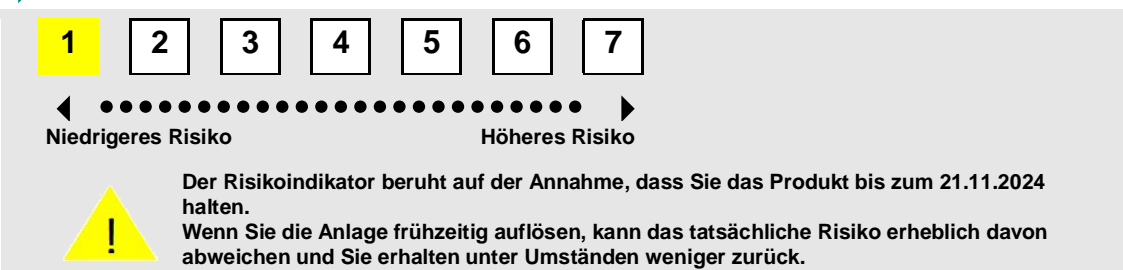 1 2 3 4 5 6 7
Niedrigeres Risiko Höheres Risiko
Der Risikoindikator beruht auf der Annahme, dass Sie das Produkt bis zum 21.11.2024
halten.
Wenn Sie die Anlage frühzeitig auflösen, kann das tatsächliche Risiko erheblich davon
! abweichen und Sie erhalten unter Umständen weniger zurück.